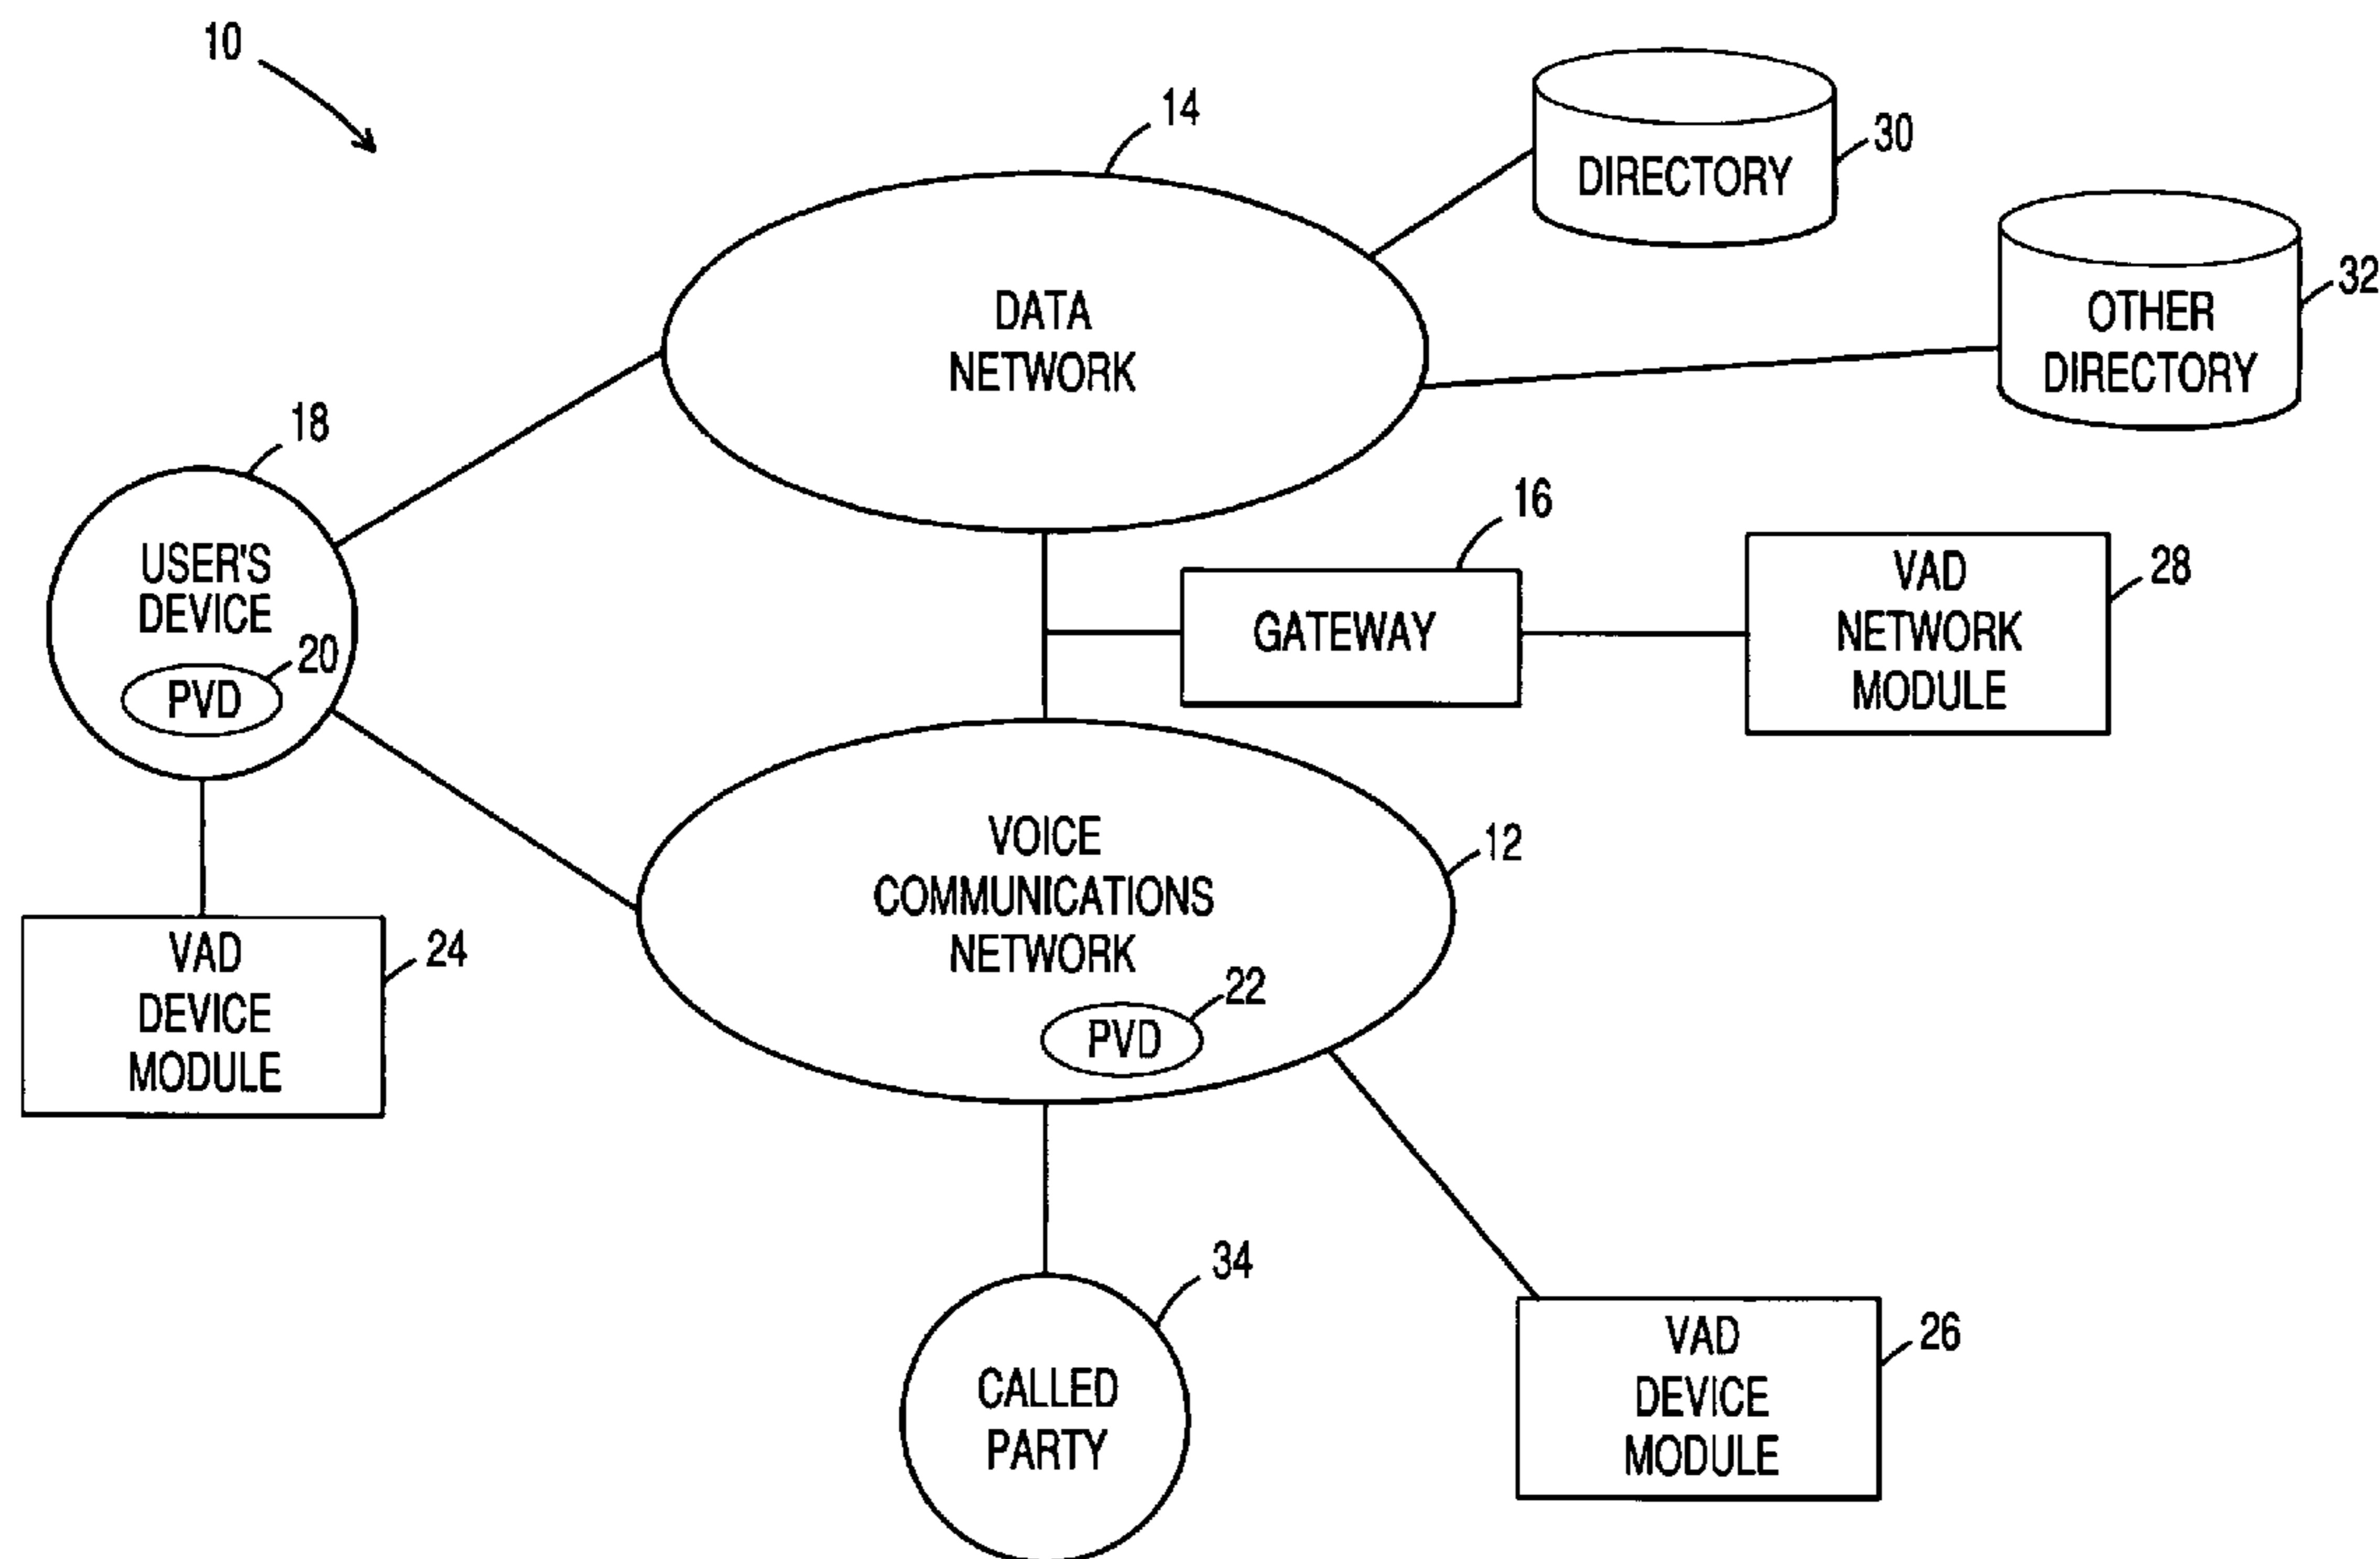 10
14
DIRECTORY
30
OTHER
DIRECTORY
32
DATA
NETWORK
18
USER'S
DEVICE
20
PVD
16
GATEWAY
VAD
NETWORK
MODULE
28
VOICE
COMMUNICATIONS
NETWORK
12
22
PVD
VAD
DEVICE
MODULE
24
34
CALLED
PARTY
VAD
DEVICE
MODULE
26